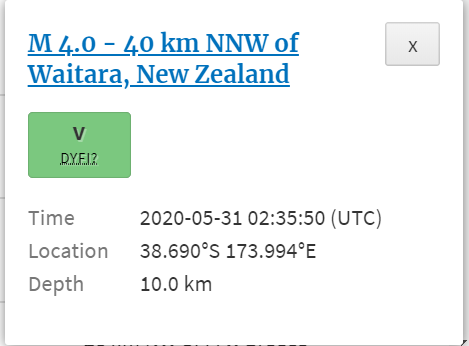 M 4.0 - 40 km NNW of
Waitara, New Zealand
x
V
DYFI?
Time 2020-05-31 02:35:50 (UTC)
Location 38.690°S 173.994°E
Depth 10.0 km